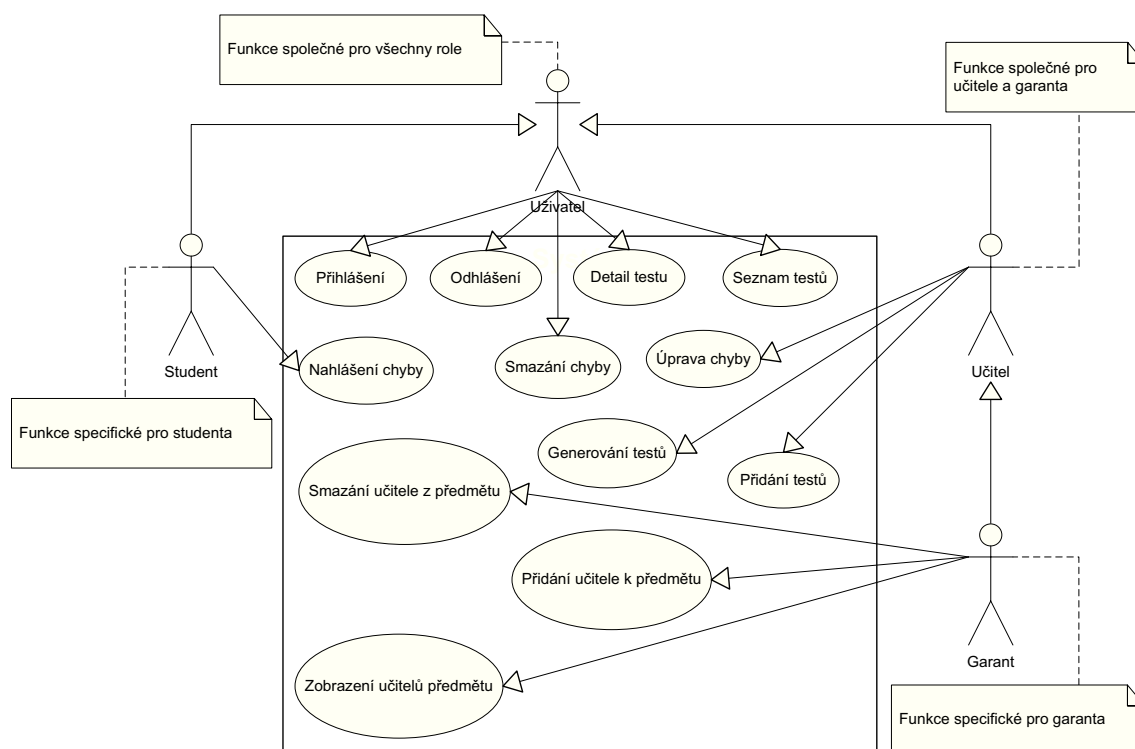 Funkce společné pro všechny role
Funkce společné pro
učitele a garanta
Uživatel
Přihlášení
Odhlášení
Detail testu
Seznam testů
Student
Nahlášení chyby
Smazání chyby
Úprava chyby
Učitel
Funkce specifické pro studenta
Generování testů
Přidání testů
Smazání učitele z předmětu
Přidání učitele k předmětu
Garant
Zobrazení učitelů předmětu
Funkce specifické pro garanta